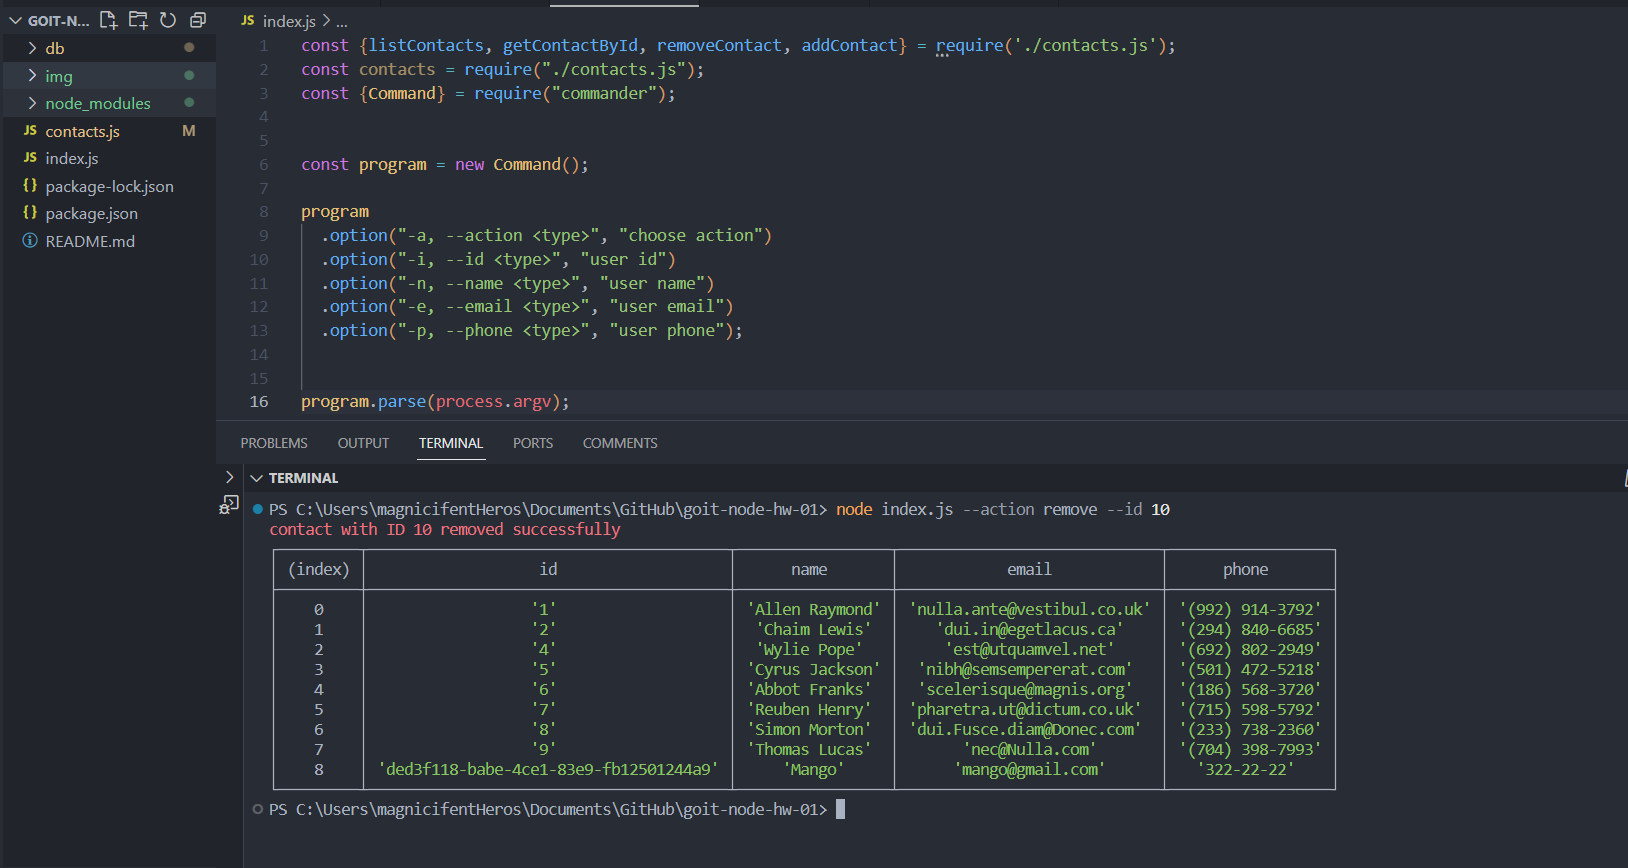 GOIT-N...
db
img
node_modules
JS contacts.js M
JS index.js
{} package-lock.json
{} package.json
README.md
JS index.js > ...
1 const {listContacts, getContactById, removeContact, addContact} = require('./contacts.js');
2 const contacts = require("./contacts.js");
3 const {Command} = require("commander");
4
5
6 const program = new Command();
7
8 program
9 .option("-a, --action <type>", "choose action")
10 .option("-i, --id <type>", "user id")
11 .option("-n, --name <type>", "user name")
12 .option("-e, --email <type>", "user email")
13 .option("-p, --phone <type>", "user phone");
14
15
16 program.parse(process.argv);
PROBLEMS OUTPUT TERMINAL PORTS COMMENTS
TERMINAL
PS C:\Users\magnicifentHeros\Documents\GitHub\goit-node-hw-01> node index.js --action remove --id 10
contact with ID 10 removed successfully
(index) id name email phone
0 '1' 'Allen Raymond' 'nulla.ante@vestibul.co.uk' '(992) 914-3792'
1 '2' 'Chaim Lewis' 'dui.in@egetlacus.ca' '(294) 840-6685'
2 '4' 'Wylie Pope' 'est@utquamvel.net' '(692) 802-2949'
3 '5' 'Cyrus Jackson' 'nibh@semsempererat.com' '(501) 472-5218'
4 '6' 'Abbot Franks' 'scelerisque@magnis.org' '(186) 568-3720'
5 '7' 'Reuben Henry' 'pharetra.ut@dictum.co.uk' '(715) 598-5792'
6 '8' 'Simon Morton' 'dui.Fusce.diam@Donec.com' '(233) 738-2360'
7 '9' 'Thomas Lucas' 'nec@Nulla.com' '(704) 398-7993'
8 'ded3f118-babe-4ce1-83e9-fb12501244a9' 'Mango' 'mango@gmail.com' '322-22-22'
PS C:\Users\magnicifentHeros\Documents\GitHub\goit-node-hw-01>